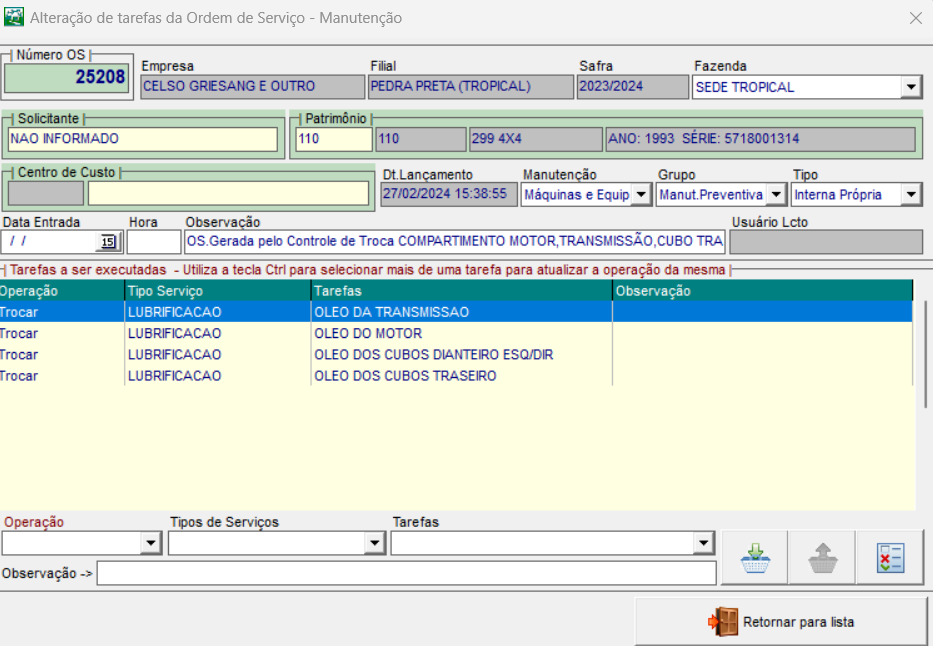 Alteração de tarefas da Ordem de Serviço - Manutenção
Número OS
25208
Empresa
CELSO GRIESANG E OUTRO
Filial
PEDRA PRETA (TROPICAL)
Safra
2023/2024
Fazenda
SEDE TROPICAL
Solicitante
NAO INFORMADO
Patrimônio
110 110 299 4X4 ANO: 1993 SÉRIE: 5718001314
Centro de Custo
Dt.Lançamento
27/02/2024 15:38:55
Manutenção
Máquinas e Equip
Grupo
Manut.Preventiva
Tipo
Interna Própria
Data Entrada
/ /
15
Hora
Observação
OS.Gerada pelo Controle de Troca COMPARTIMENTO MOTOR,TRANSMISSÃO,CUBO TRA
Usuário Lcto
Tarefas a ser executadas - Utiliza a tecla Ctrl para selecionar mais de uma tarefa para atualizar a operação da mesma
Operação Tipo Serviço Tarefas Observação
Trocar LUBRIFICACAO OLEO DA TRANSMISSAO
Trocar LUBRIFICACAO OLEO DO MOTOR
Trocar LUBRIFICACAO OLEO DOS CUBOS DIANTEIRO ESQ/DIR
Trocar LUBRIFICACAO OLEO DOS CUBOS TRASEIRO
Operação Tipos de Serviços Tarefas
Observação ->
Retornar para lista